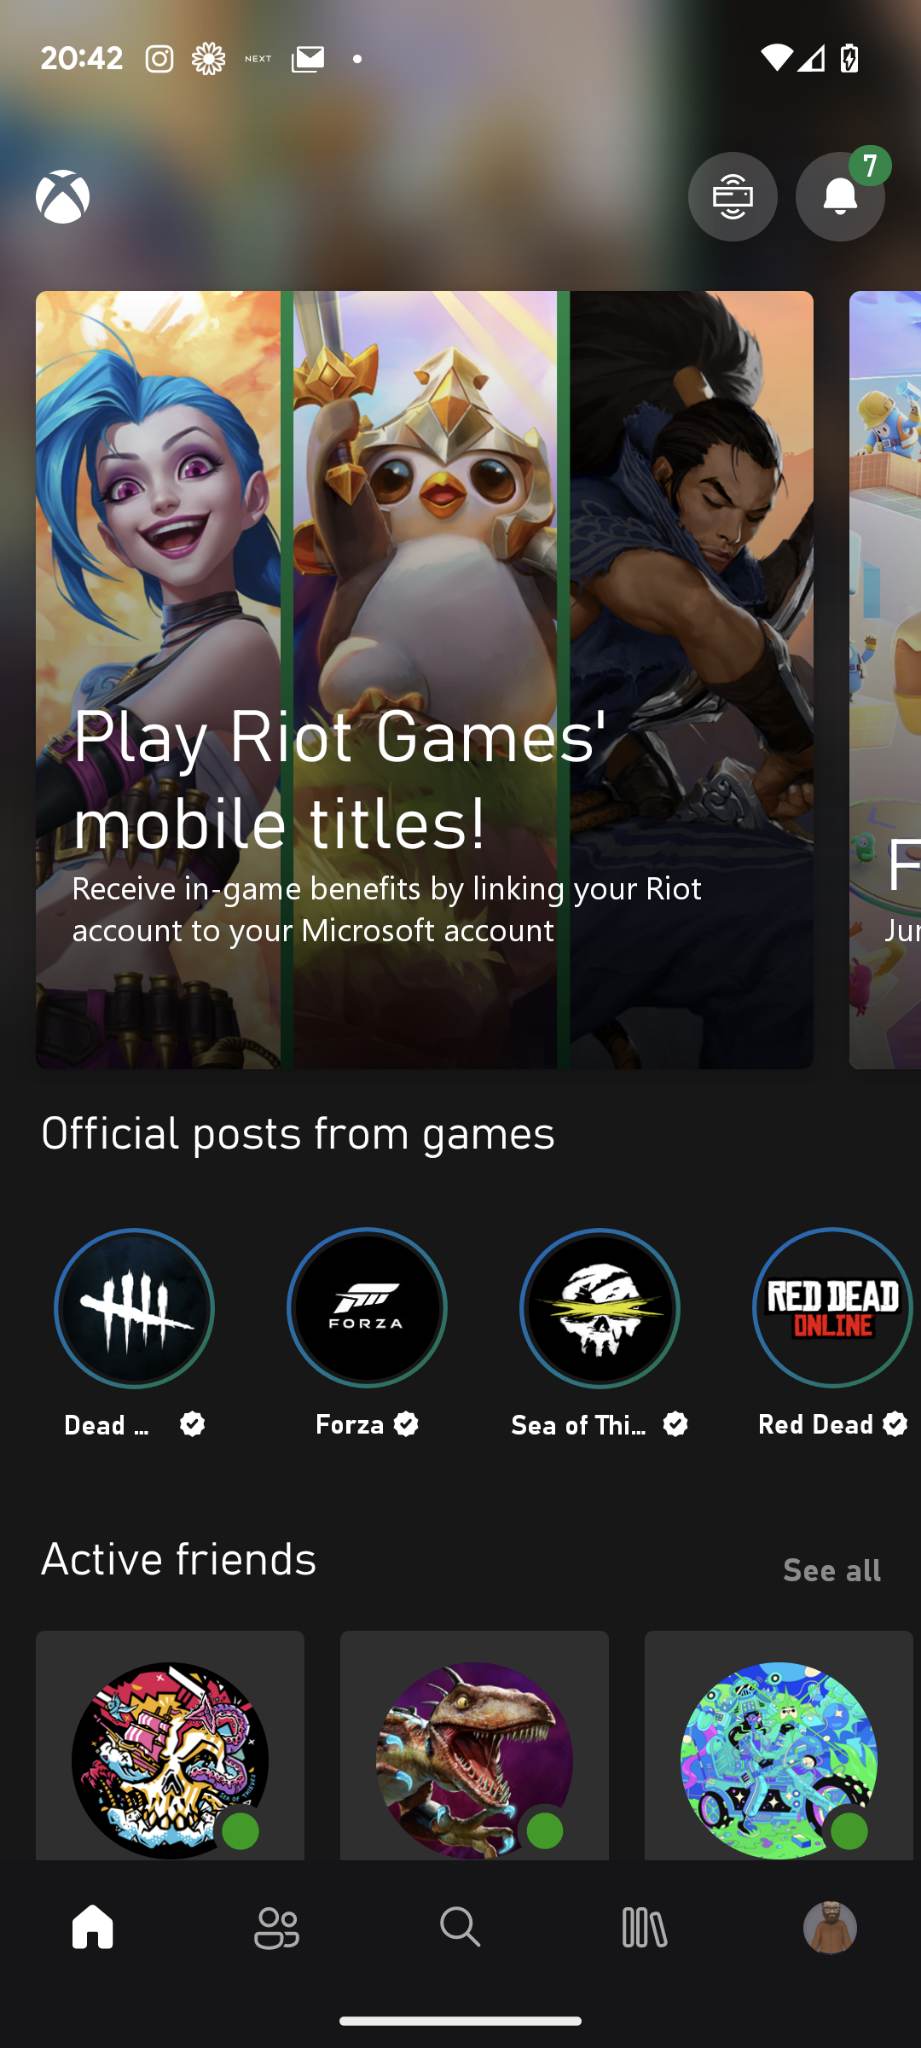 20:42
NEXT
7
Play Riot Games'
mobile titles!
Receive in-game benefits by linking your Riot
account to your Microsoft account
F
Jur
Official posts from games
FORZA
RED DEAD
ONLINE
Dead ...
Forza
Sea of Thi...
Red Dead
Active friends
See all